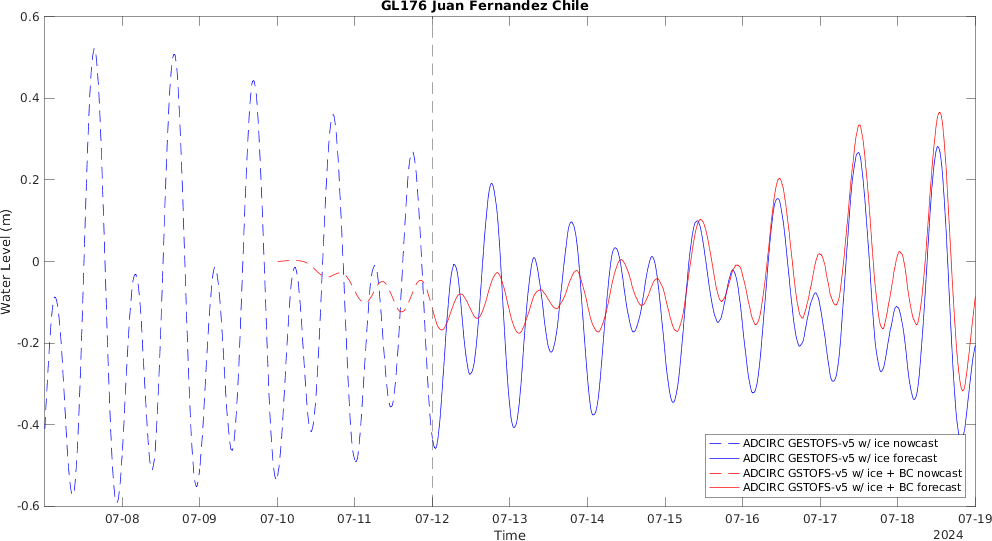 GL176 Juan Fernandez Chile
Water Level (m)
0.6
0.4
0.2
0
-0.2
-0.4
-0.6
07-08 07-09 07-10 07-11 07-12 07-13 07-14 07-15 07-16 07-17 07-18 07-19
Time
2024
ADCIRC GESTOFS-v5 w/ ice nowcast
ADCIRC GESTOFS-v5 w/ ice forecast
ADCIRC GSTOFS-v5 w/ ice + BC nowcast
ADCIRC GSTOFS-v5 w/ ice + BC forecast